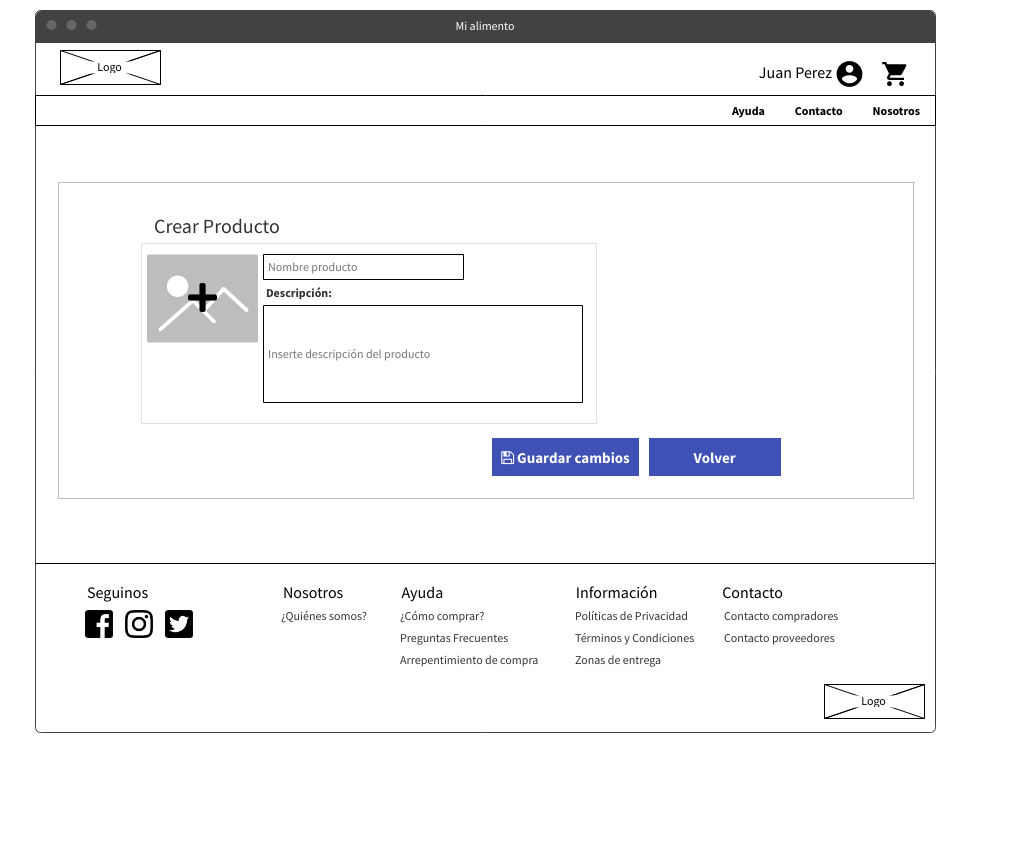 Mi alimento
Logo
Juan Perez
Ayuda Contacto Nosotros
Crear Producto
Nombre producto
Descripción:
Inserte descripción del producto
Guardar cambios
Volver
Seguinos
Nosotros
¿Quiénes somos?
Ayuda
¿Cómo comprar?
Preguntas Frecuentes
Arrepentimiento de compra
Información
Políticas de Privacidad
Términos y Condiciones
Zonas de entrega
Contacto
Contacto compradores
Contacto proveedores
Logo